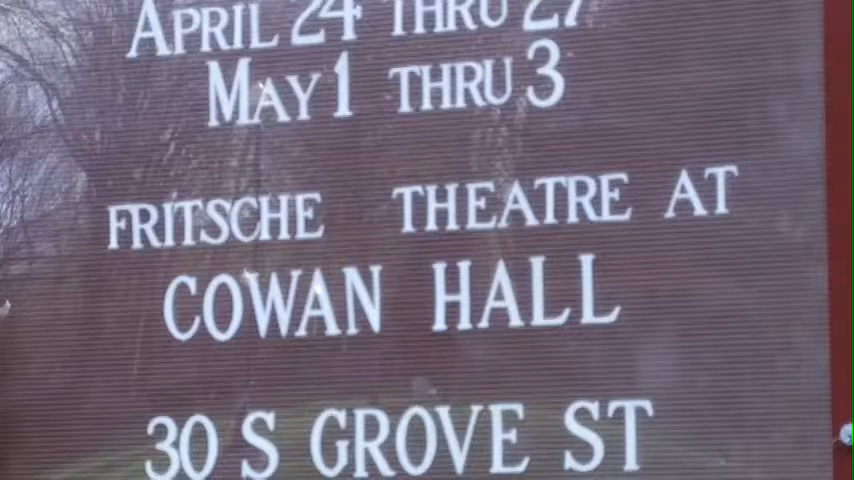 APRIL 24 THRU 27
MAY 1 THRU 3
FRITSCHE THEATRE AT
COWAN HALL
30 S GROVE ST